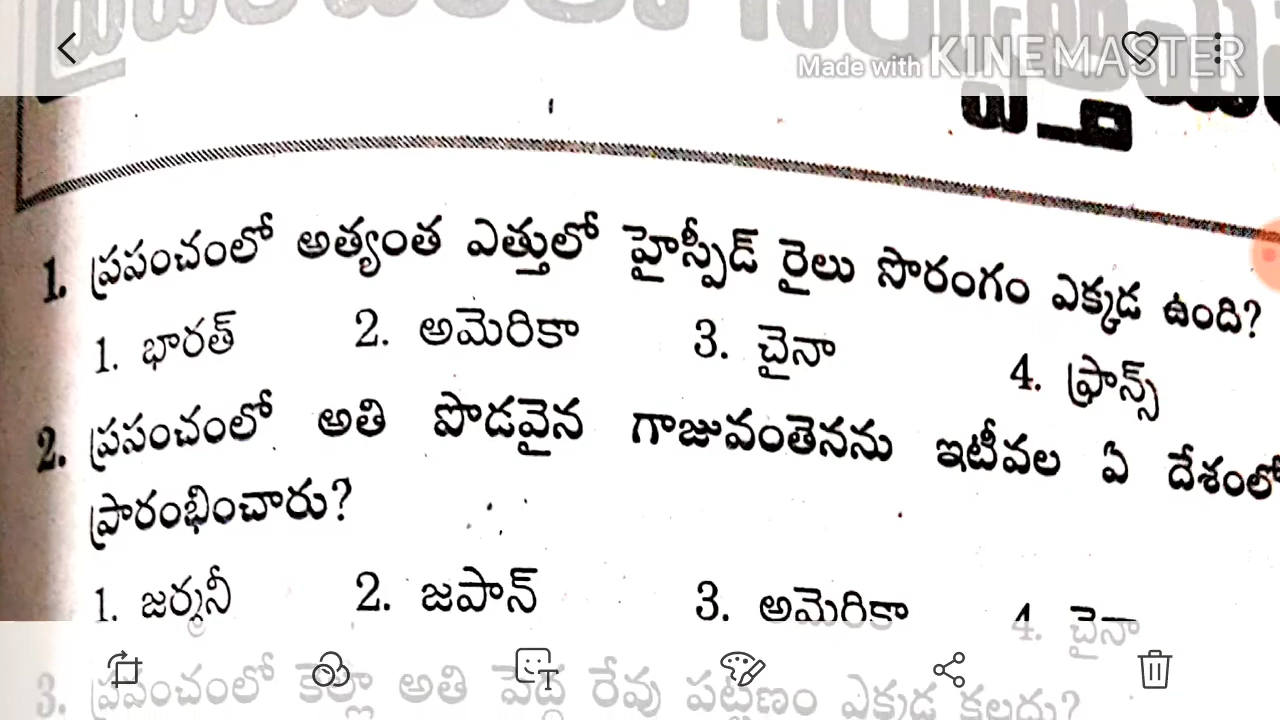 Made with KINEMASTER
1. ప్రపంచంలో అత్యంత ఎత్తులో హైస్పీడ్ రైలు సొరంగం ఎక్కడ ఉంది?
1. భారత్ 2. అమెరికా 3. చైనా 4. ఫ్రాన్స్
2. ప్రపంచంలో అతి పొడవైన గాజువంతెనను ఇటీవల ఏ దేశంలో
ప్రారంభించారు?
1. జర్మనీ 2. జపాన్ 3. అమెరికా 4. చైనా
3. ప్రపంచంలో కెల్లా అతి పెద్ద రేవు పట్టణం ఎక్కడ కలదు?